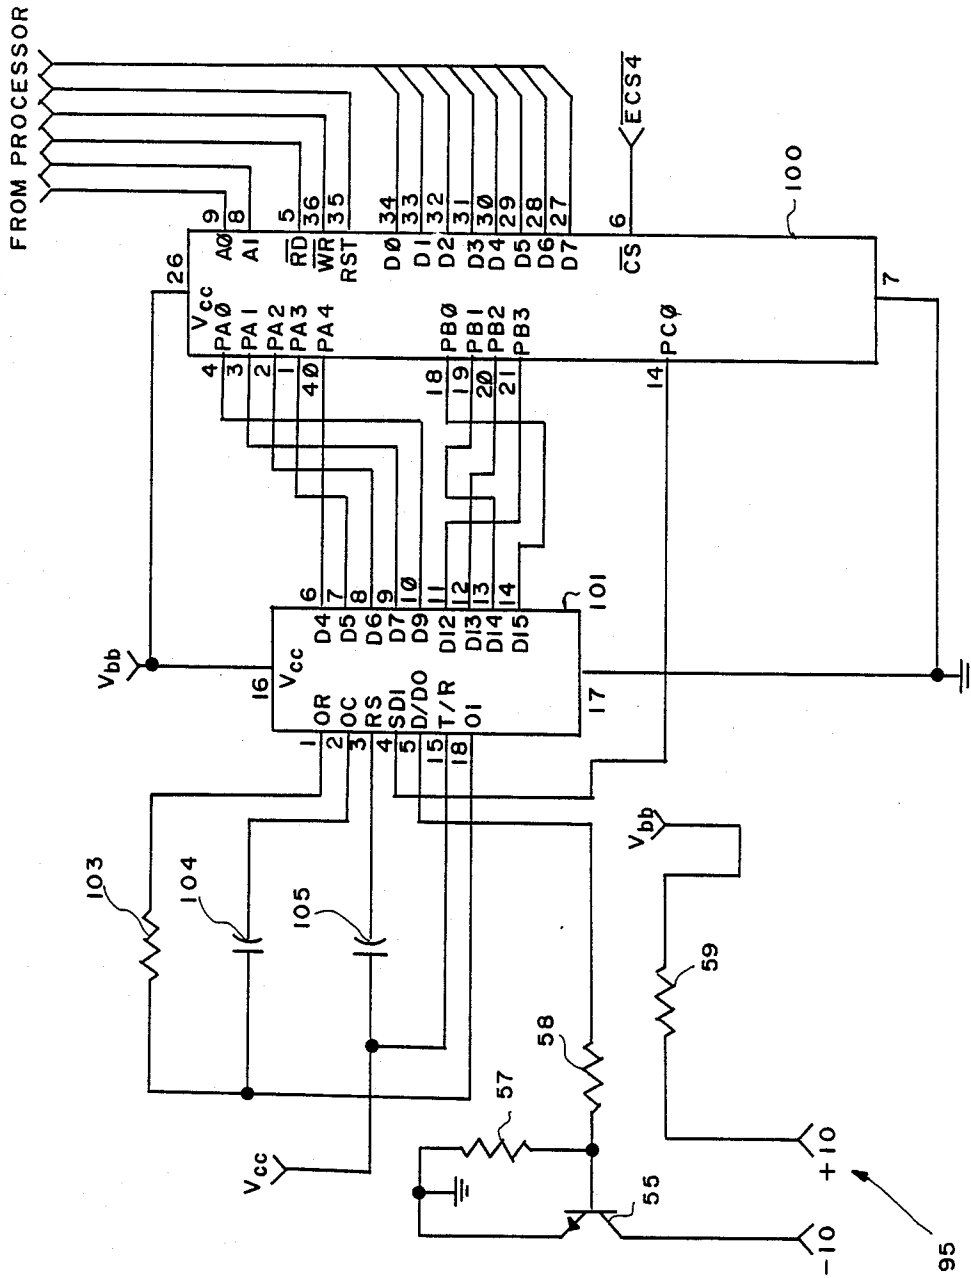 FROM PROCESSOR
9
8
5
36
35
34
33
32
31
30
29
28
27
6
ECS4
100
26
Vcc
AØ
A1
RD
WR
RST
D0
D1
D2
D3
D4
D5
D6
D7
CS
7
PAØ
PA1
PA2
PA3
PA4
PBØ
PB1
PB2
PB3
PCØ
4
3
2
1
4Ø
18
19
2Ø
21
14
6
7
8
9
1Ø
11
12
13
14
101
Vbb
16
Vcc
D4
D5
D6
D7
D9
D12
D13
D14
D15
17
OR
OC
RS
SDI
D/DO
T/R
OI
1
2
3
4
5
15
18
103
104
105
Vcc
Vbb
57
58
59
55
-10
+10
95